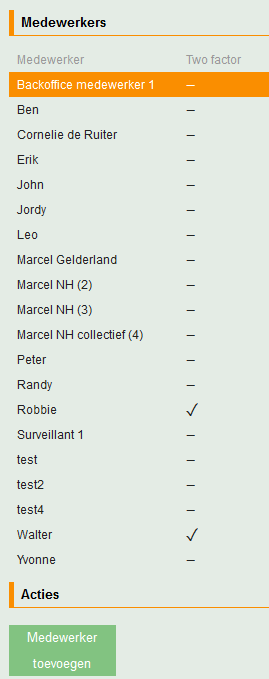 Medewerkers
Medewerker Two factor
Backoffice medewerker 1 –
Ben –
Cornelie de Ruiter –
Erik –
John –
Jordy –
Leo –
Marcel Gelderland –
Marcel NH (2) –
Marcel NH (3) –
Marcel NH collectief (4) –
Peter –
Randy –
Robbie ✓
Surveillant 1 –
test –
test2 –
test4 –
Walter ✓
Yvonne –
Acties
Medewerker
toevoegen